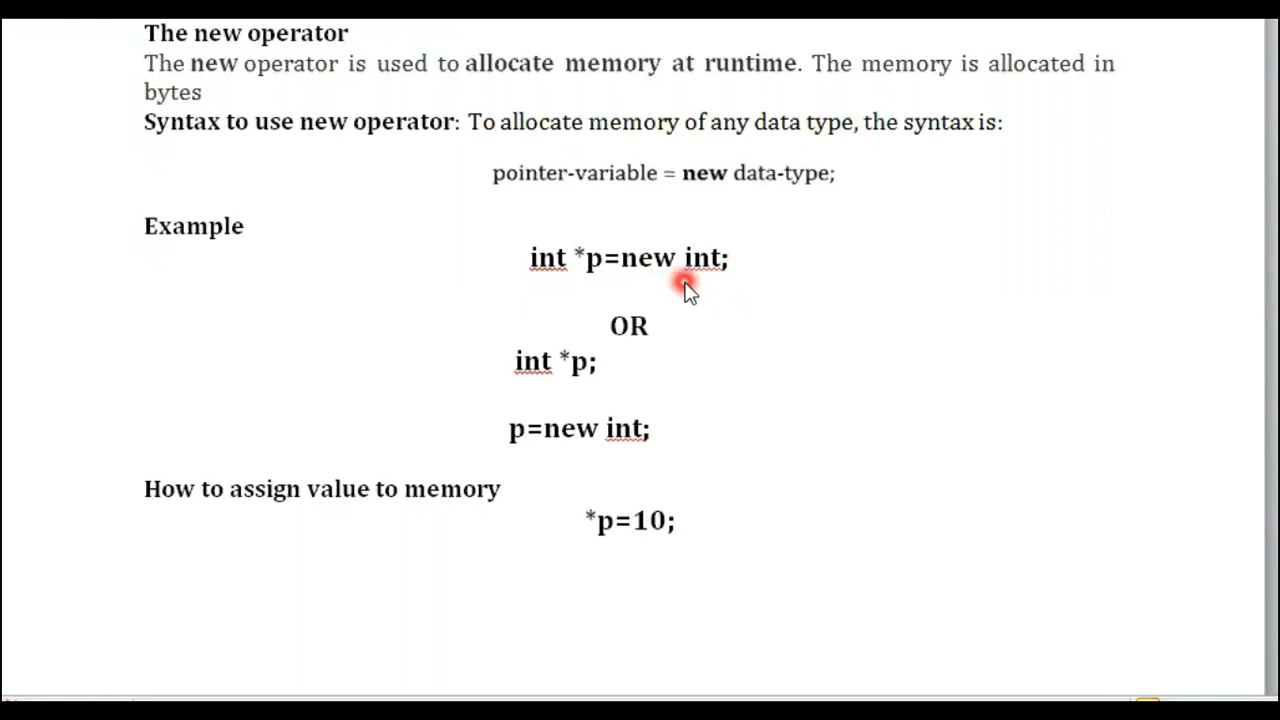 The new operator
The new operator is used to allocate memory at runtime. The memory is allocated in
bytes
Syntax to use new operator: To allocate memory of any data type, the syntax is:
pointer-variable = new data-type;
Example
int *p=new int;
OR
int *p;
p=new int;
How to assign value to memory
*p=10;